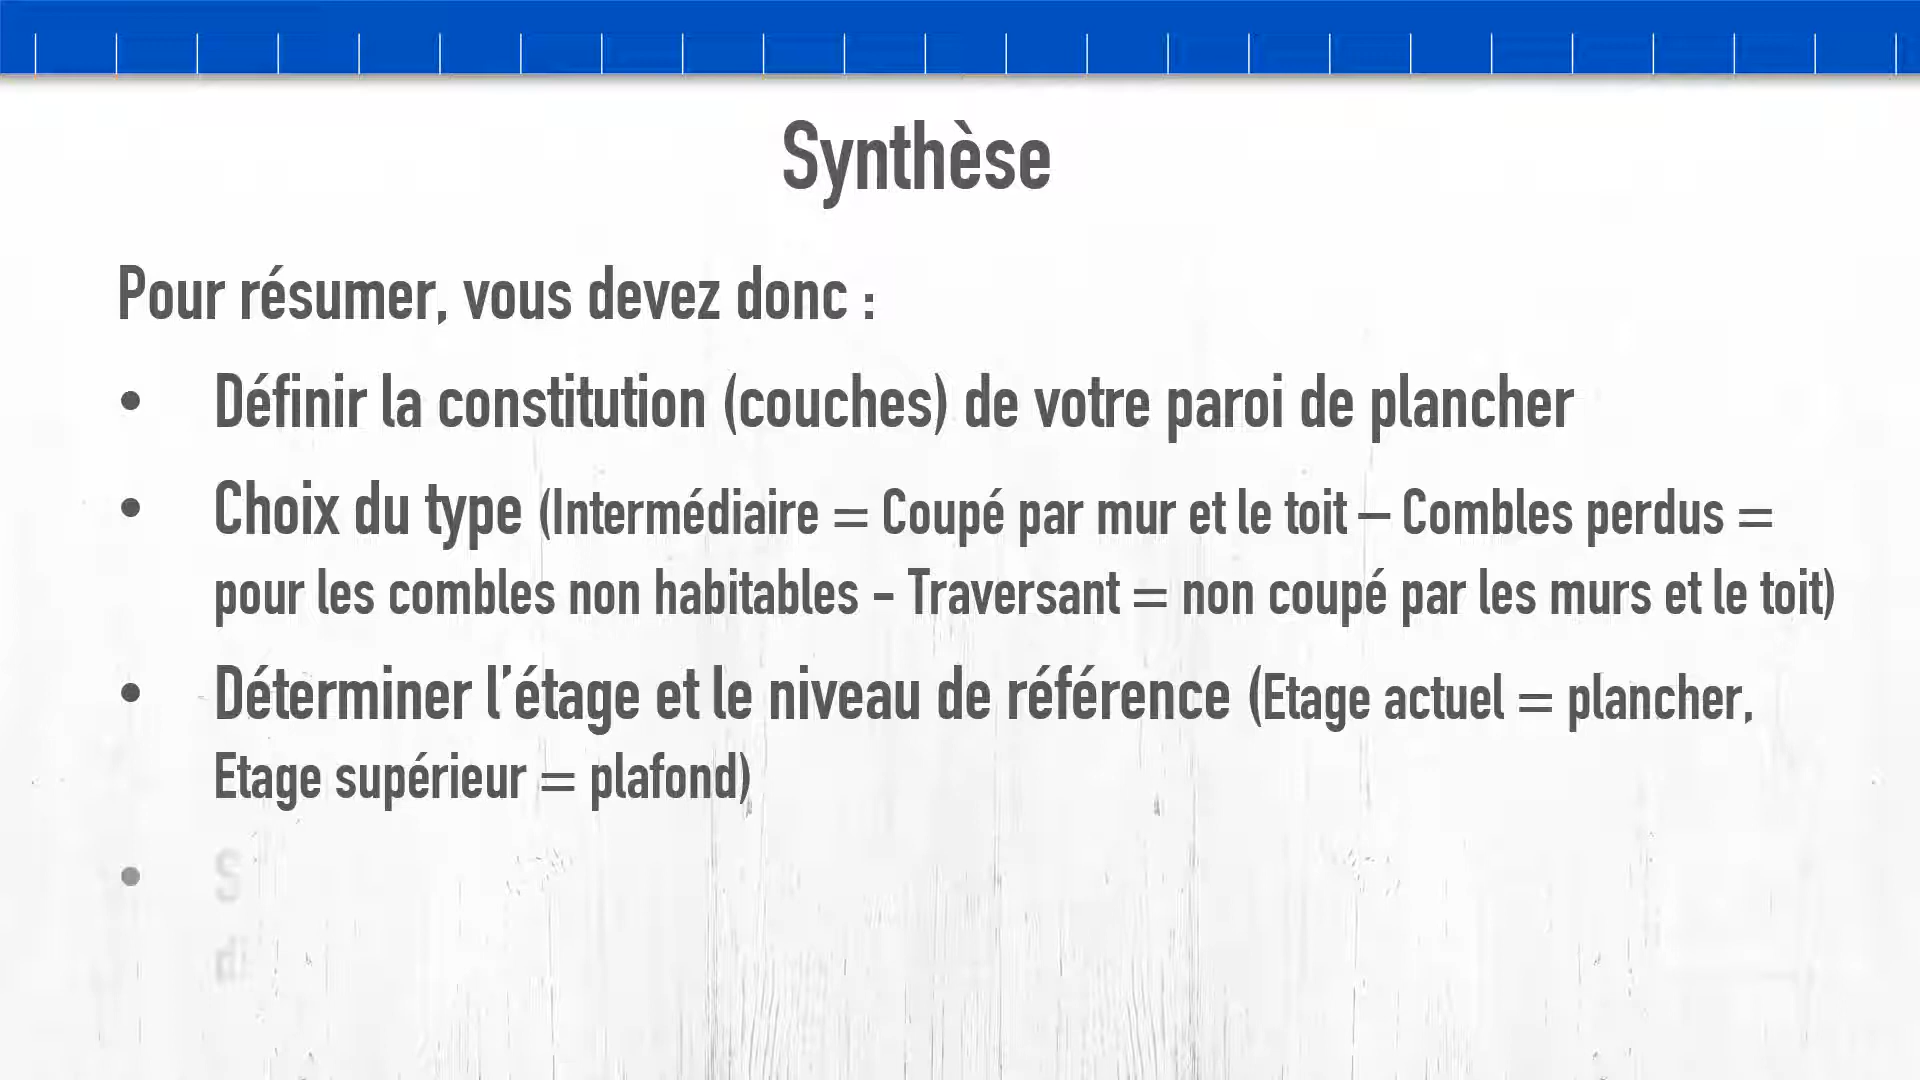 Synthèse
Pour résumer, vous devez donc :
• Définir la constitution (couches) de votre paroi de plancher
• Choix du type (Intermédiaire = Coupé par mur et le toit – Combles perdus =
pour les combles non habitables - Traversant = non coupé par les murs et le toit)
• Déterminer l’étage et le niveau de référence (Etage actuel = plancher,
Etage supérieur = plafond)
•